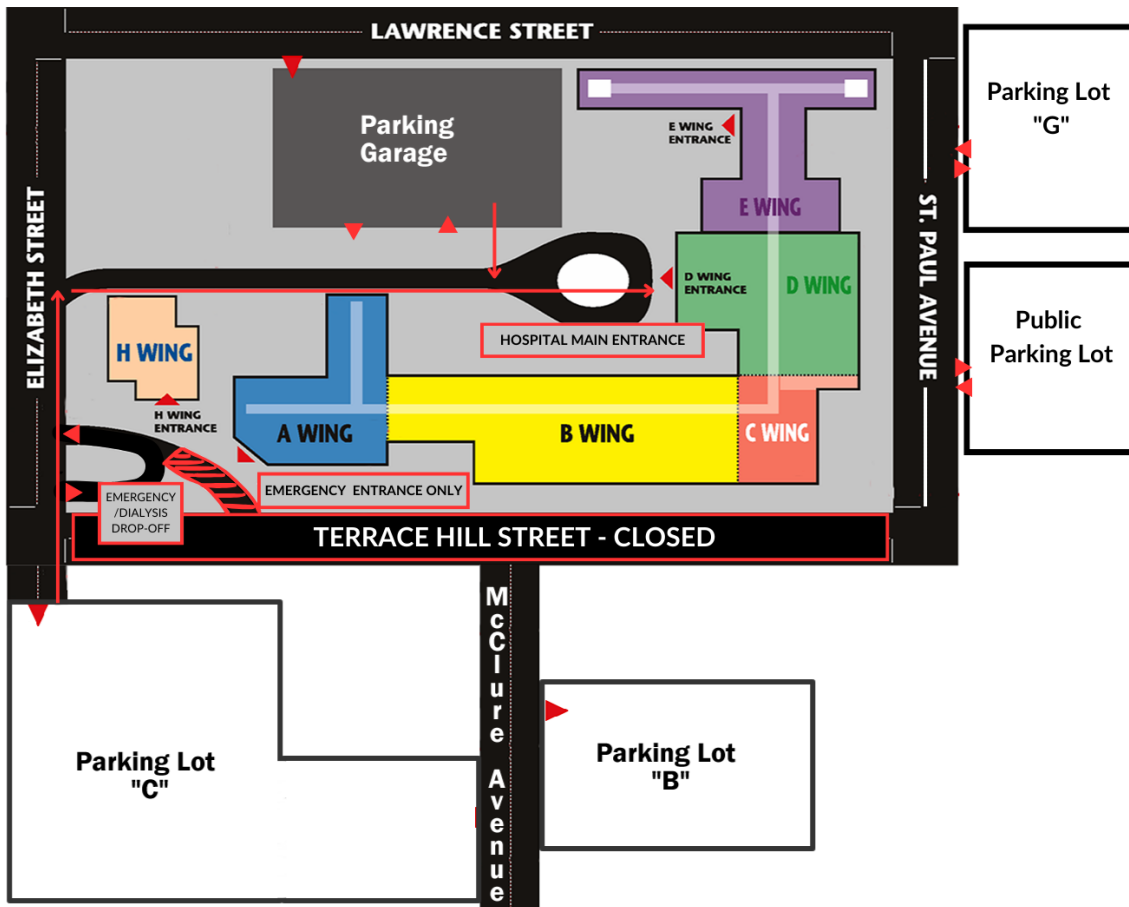 LAWRENCE STREET
Parking Lot
"G"
Parking
Garage
E WING
ENTRANCE
ELIZABETH STREET
E WING
ST. PAUL AVENUE
D WING
ENTRANCE
D WING
Public
Parking Lot
HOSPITAL MAIN ENTRANCE
H WING
H WING
ENTRANCE
A WING
B WING
C WING
EMERGENCY ENTRANCE ONLY
EMERGENCY
/DIALYSIS
DROP-OFF
TERRACE HILL STREET - CLOSED
McClure Avenue
Parking Lot
"C"
Parking Lot
"B"